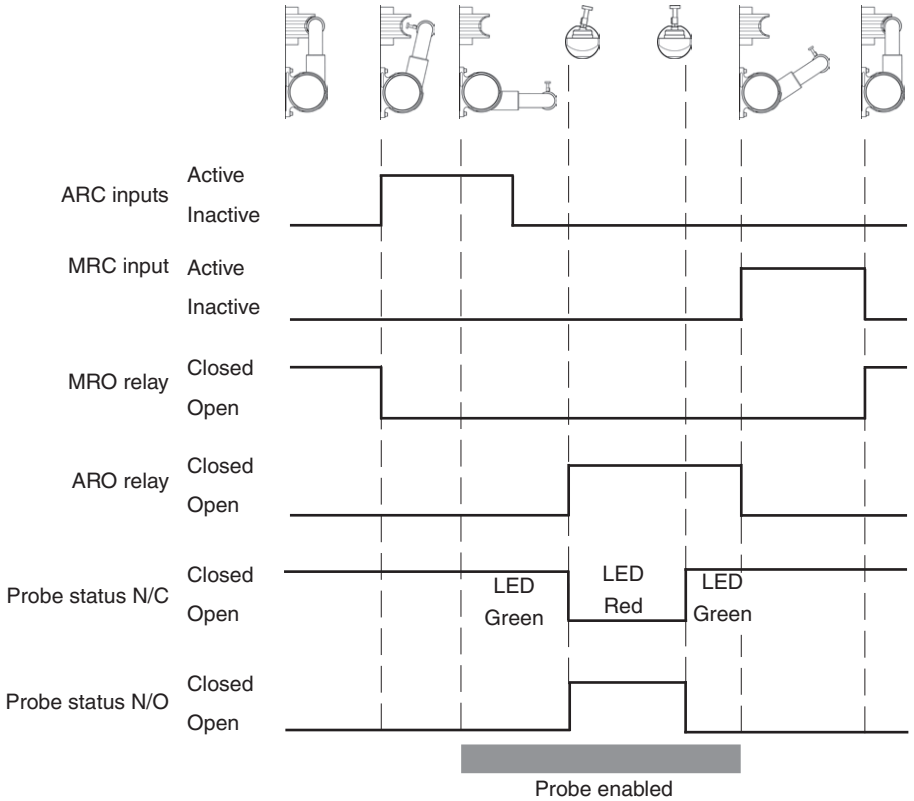 ARC inputs
Active
Inactive
MRC input
Active
Inactive
MRO relay
Closed
Open
ARO relay
Closed
Open
Probe status N/C
Closed
Open
LED
Green
LED
Red
LED
Green
Probe status N/O
Closed
Open
Probe enabled